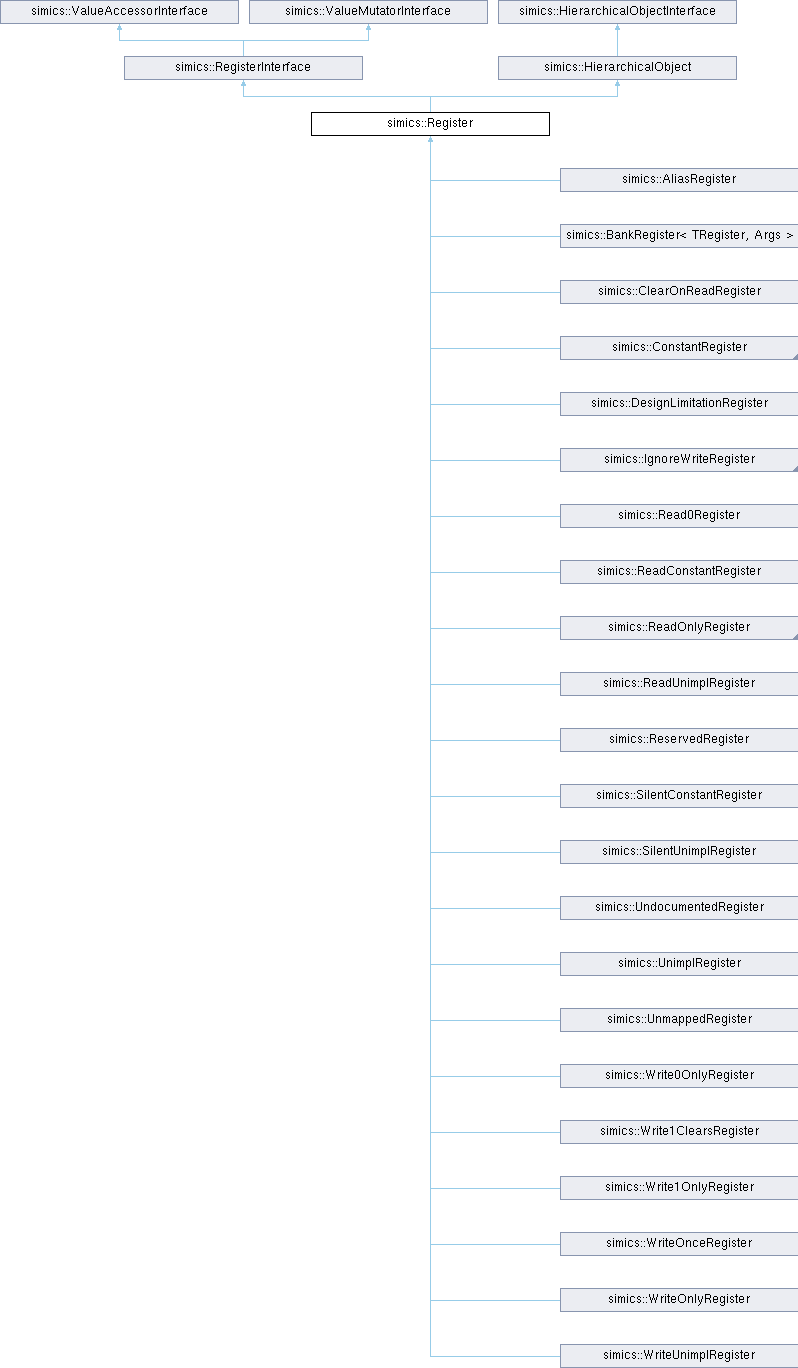 simics::ValueAccessorInterface
simics::ValueMutatorInterface
simics::HierarchicalObjectInterface
simics::RegisterInterface
simics::HierarchicalObject
simics::Register
simics::AliasRegister
simics::BankRegister< TRegister, Args >
simics::ClearOnReadRegister
simics::ConstantRegister
simics::DesignLimitationRegister
simics::IgnoreWriteRegister
simics::Read0Register
simics::ReadConstantRegister
simics::ReadOnlyRegister
simics::ReadUnimplRegister
simics::ReservedRegister
simics::SilentConstantRegister
simics::SilentUnimplRegister
simics::UndocumentedRegister
simics::UnimplRegister
simics::UnmappedRegister
simics::Write0OnlyRegister
simics::Write1ClearsRegister
simics::Write1OnlyRegister
simics::WriteOnceRegister
simics::WriteOnlyRegister
simics::WriteUnimplRegister